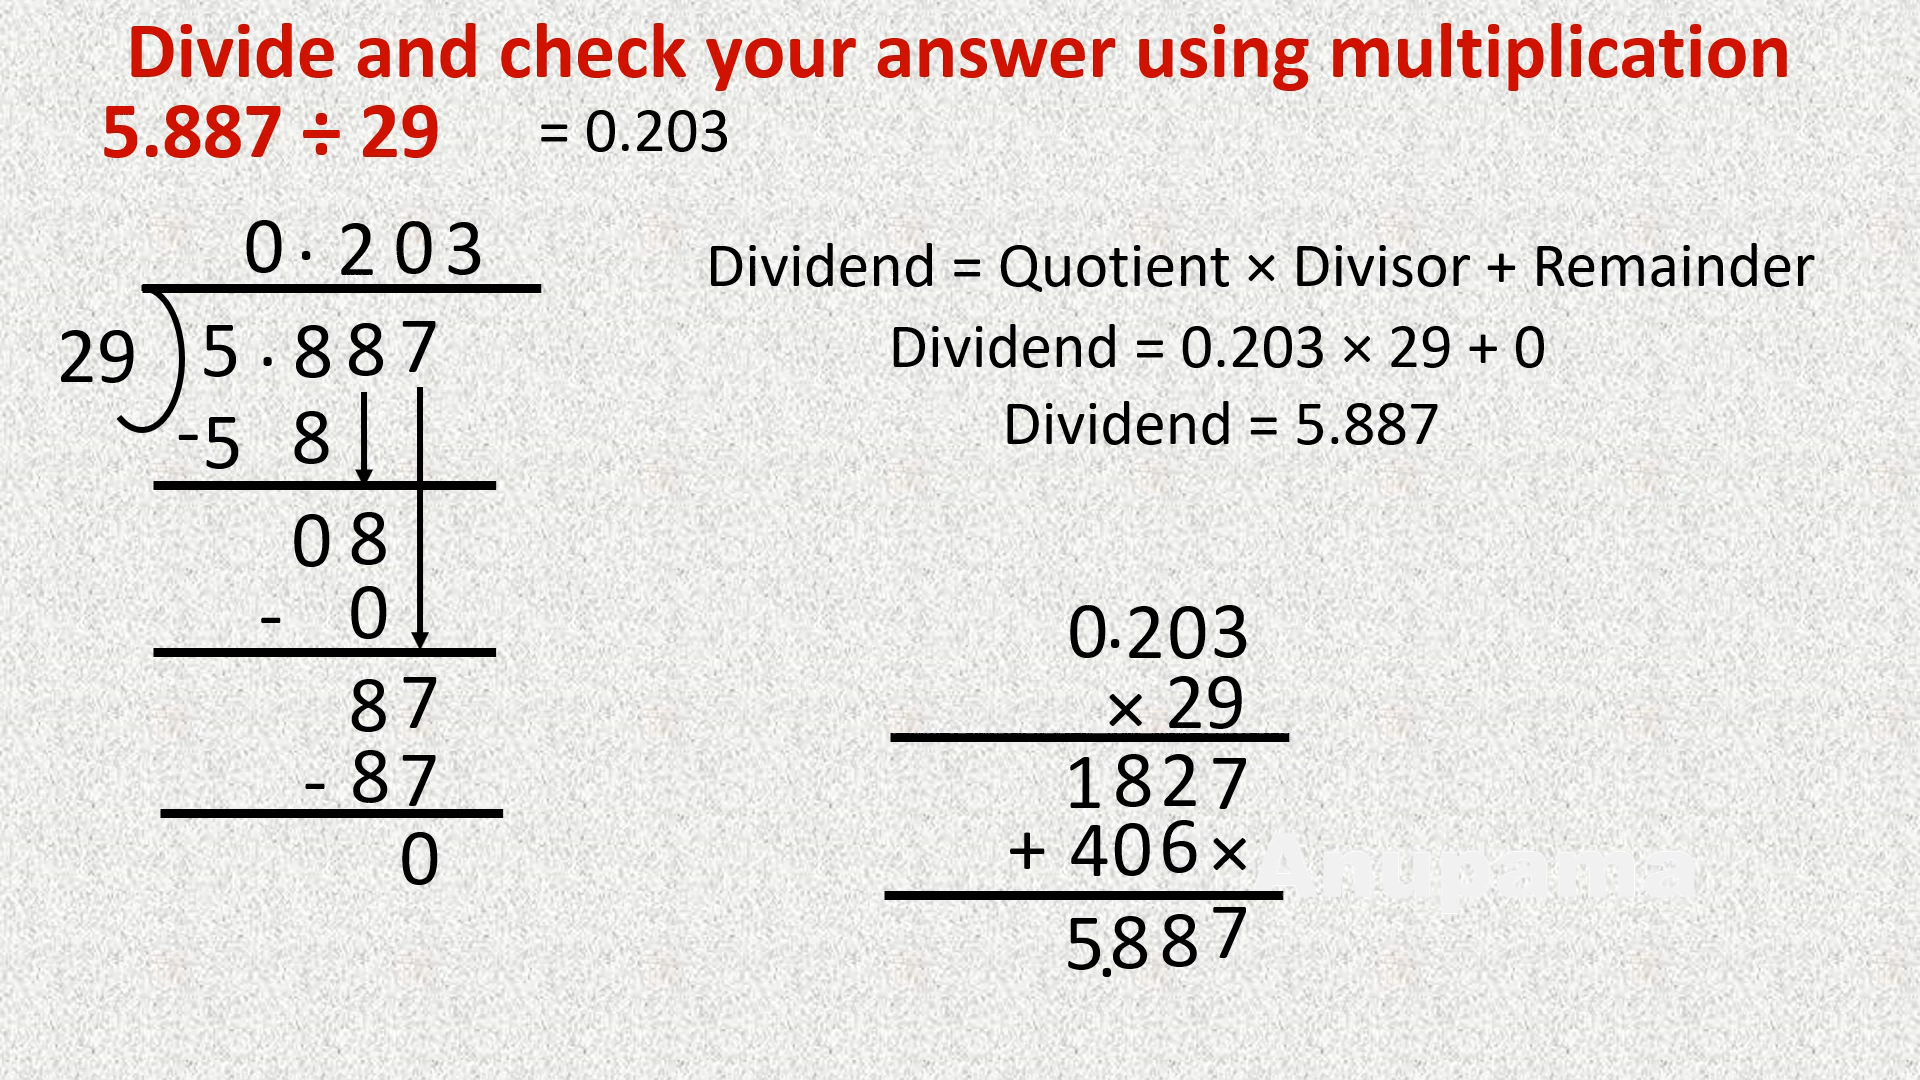 Divide and check your answer using multiplication
5.887 ÷ 29 = 0.203
0.203
29 5.887
-5 8
08
- 0
87
- 87
0
Dividend = Quotient × Divisor + Remainder
Dividend = 0.203 × 29 + 0
Dividend = 5.887
0.203
× 29
1827
+ 406×
5.887
Anupama